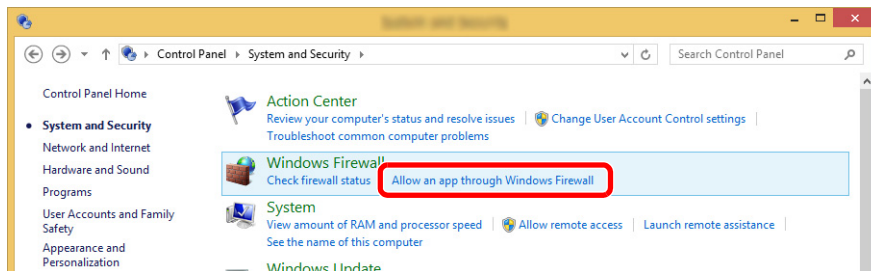 System and Security
Control Panel System and Security
Search Control Panel
Control Panel Home
System and Security
Network and Internet
Hardware and Sound
Programs
User Accounts and Family
Safety
Appearance and
Personalization
Action Center
Review your computer's status and resolve issues Change User Account Control settings
Troubleshoot common computer problems
Windows Firewall
Check firewall status Allow an app through Windows Firewall
System
View amount of RAM and processor speed Allow remote access Launch remote assistance
See the name of this computer
Windows Update